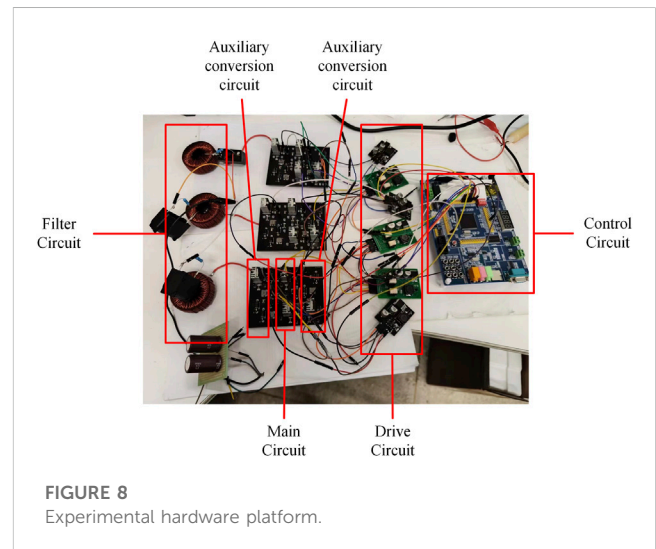 Auxiliary
conversion
circuit
Auxiliary
conversion
circuit
Filter
Circuit
Control
Circuit
Main
Circuit
Drive
Circuit
FIGURE 8
Experimental hardware platform.